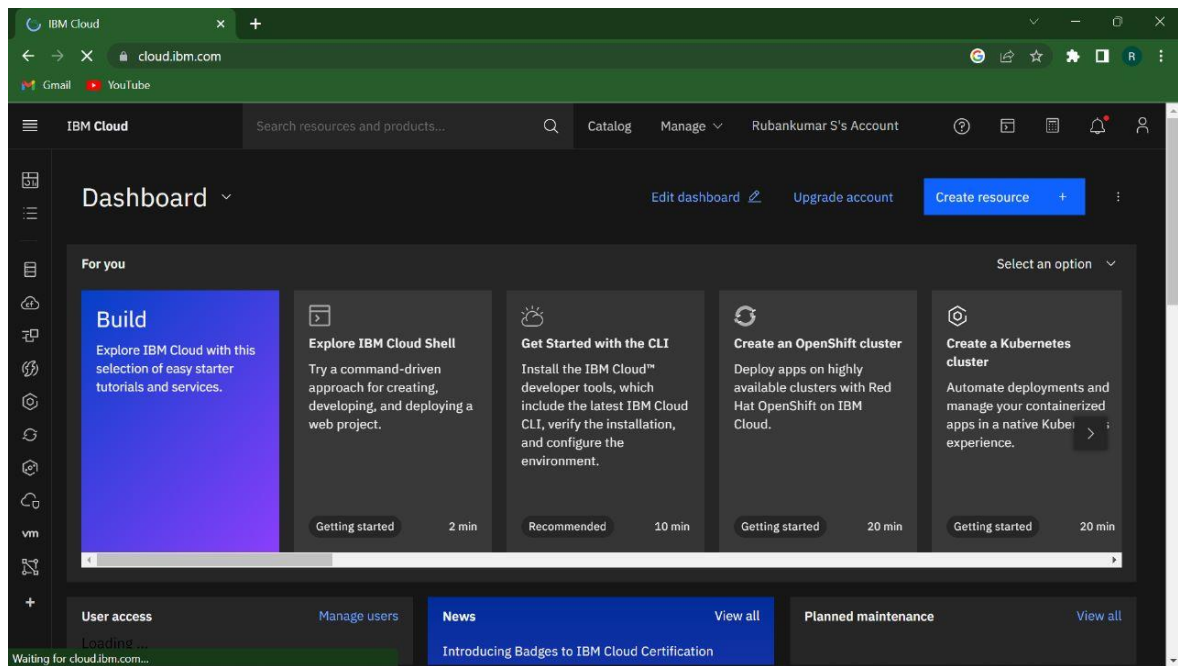 IBM Cloud
cloud.ibm.com
R
Gmail YouTube
IBM Cloud Search resources and products... Catalog Manage Rubankumar S's Account
Dashboard Edit dashboard Upgrade account Create resource +
For you Select an option
Build
Explore IBM Cloud with this
selection of easy starter
tutorials and services.
Explore IBM Cloud Shell
Try a command-driven
approach for creating,
developing, and deploying a
web project.
Getting started 2 min
Get Started with the CLI
Install the IBM Cloud™
developer tools, which
include the latest IBM Cloud
CLI, verify the installation,
and configure the
environment.
Recommended 10 min
Create an OpenShift cluster
Deploy apps on highly
available clusters with Red
Hat OpenShift on IBM
Cloud.
Getting started 20 min
Create a Kubernetes
cluster
Automate deployments and
manage your containerized
apps in a native
experience.
Getting started 20 min
vm
User access Manage users
Loading ...
News View all
Introducing Badges to IBM Cloud Certification
Planned maintenance View all
Waiting for cloud.ibm.com...